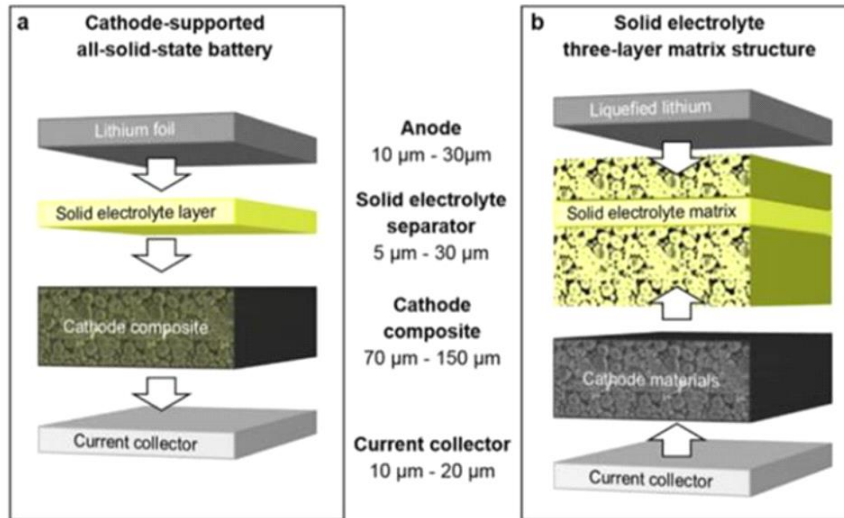 a
Cathode-supported
all-solid-state battery
Lithium foil
Solid electrolyte layer
Cathode composite
Current collector
Anode
10 µm - 30µm
Solid electrolyte
separator
5 µm - 30 µm
Cathode
composite
70 µm - 150 µm
Current collector
10 µm - 20 µm
b
Solid electrolyte
three-layer matrix structure
Liquefied lithium
Solid electrolyte matrix
Cathode materials
Current collector